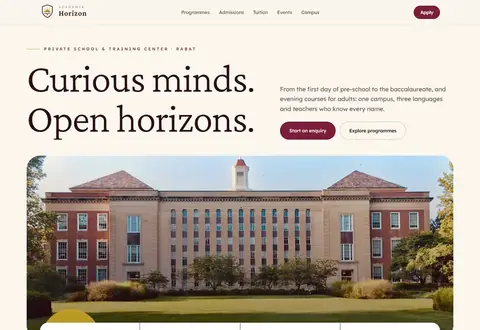 ACADEMIA
Horizon
Programmes
Admissions
Tuition
Events
Campus
Apply
PRIVATE SCHOOL & TRAINING CENTER · RABAT
Curious minds.
Open horizons.
From the first day of pre-school to the baccalaureate, and
evening courses for adults: one campus, three languages
and teachers who know every name.
Start an enquiry
Explore programmes